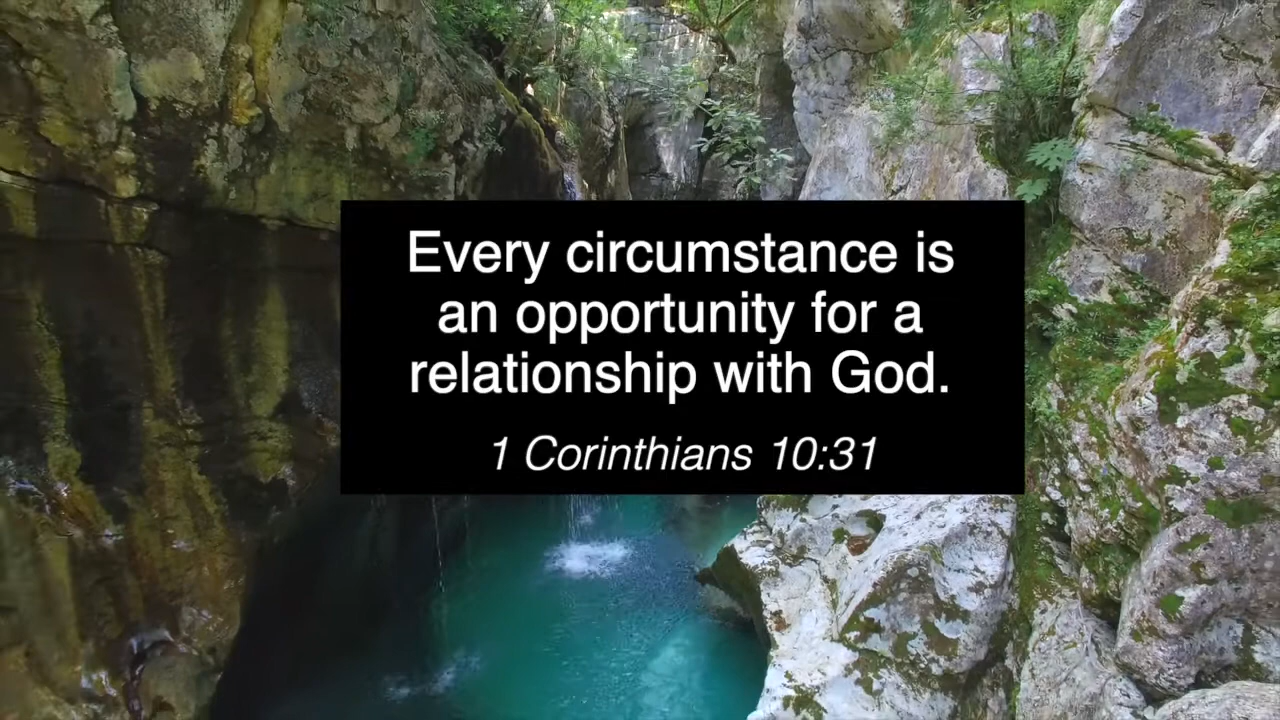 Every circumstance is
an opportunity for a
relationship with God.
1 Corinthians 10:31